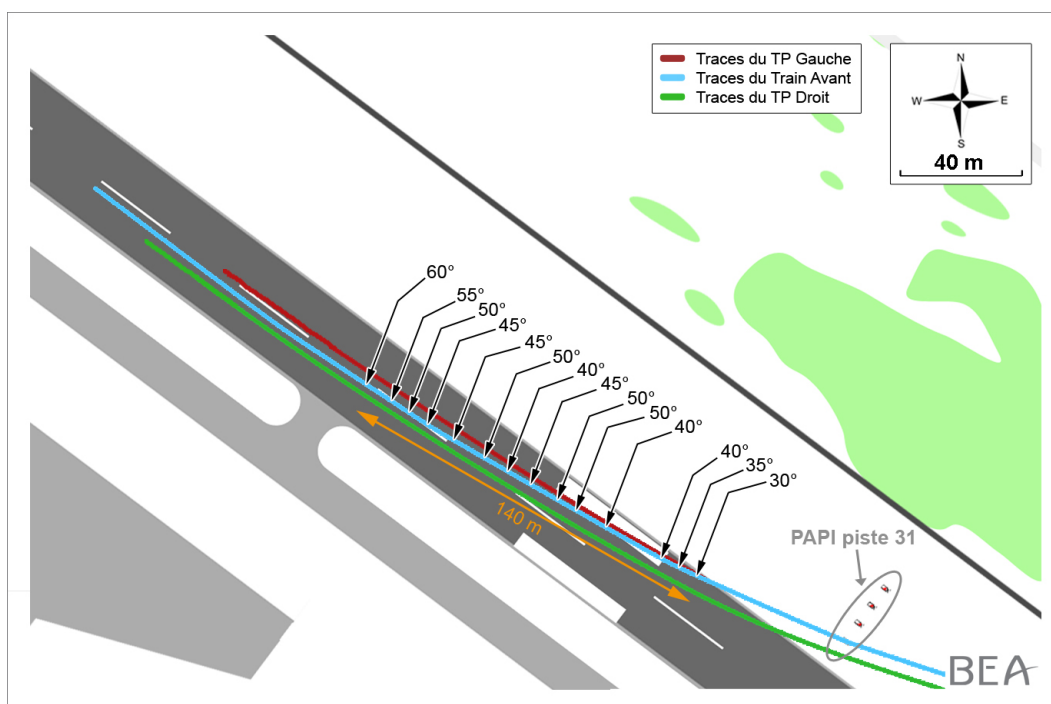 Traces du TP Gauche
Traces du Train Avant
Traces du TP Droit
N
W
E
S
40 m
60°
55°
50°
45°
45°
50°
40°
45°
50°
50°
40°
40°
35°
30°
140 m
PAPI piste 31
BEA